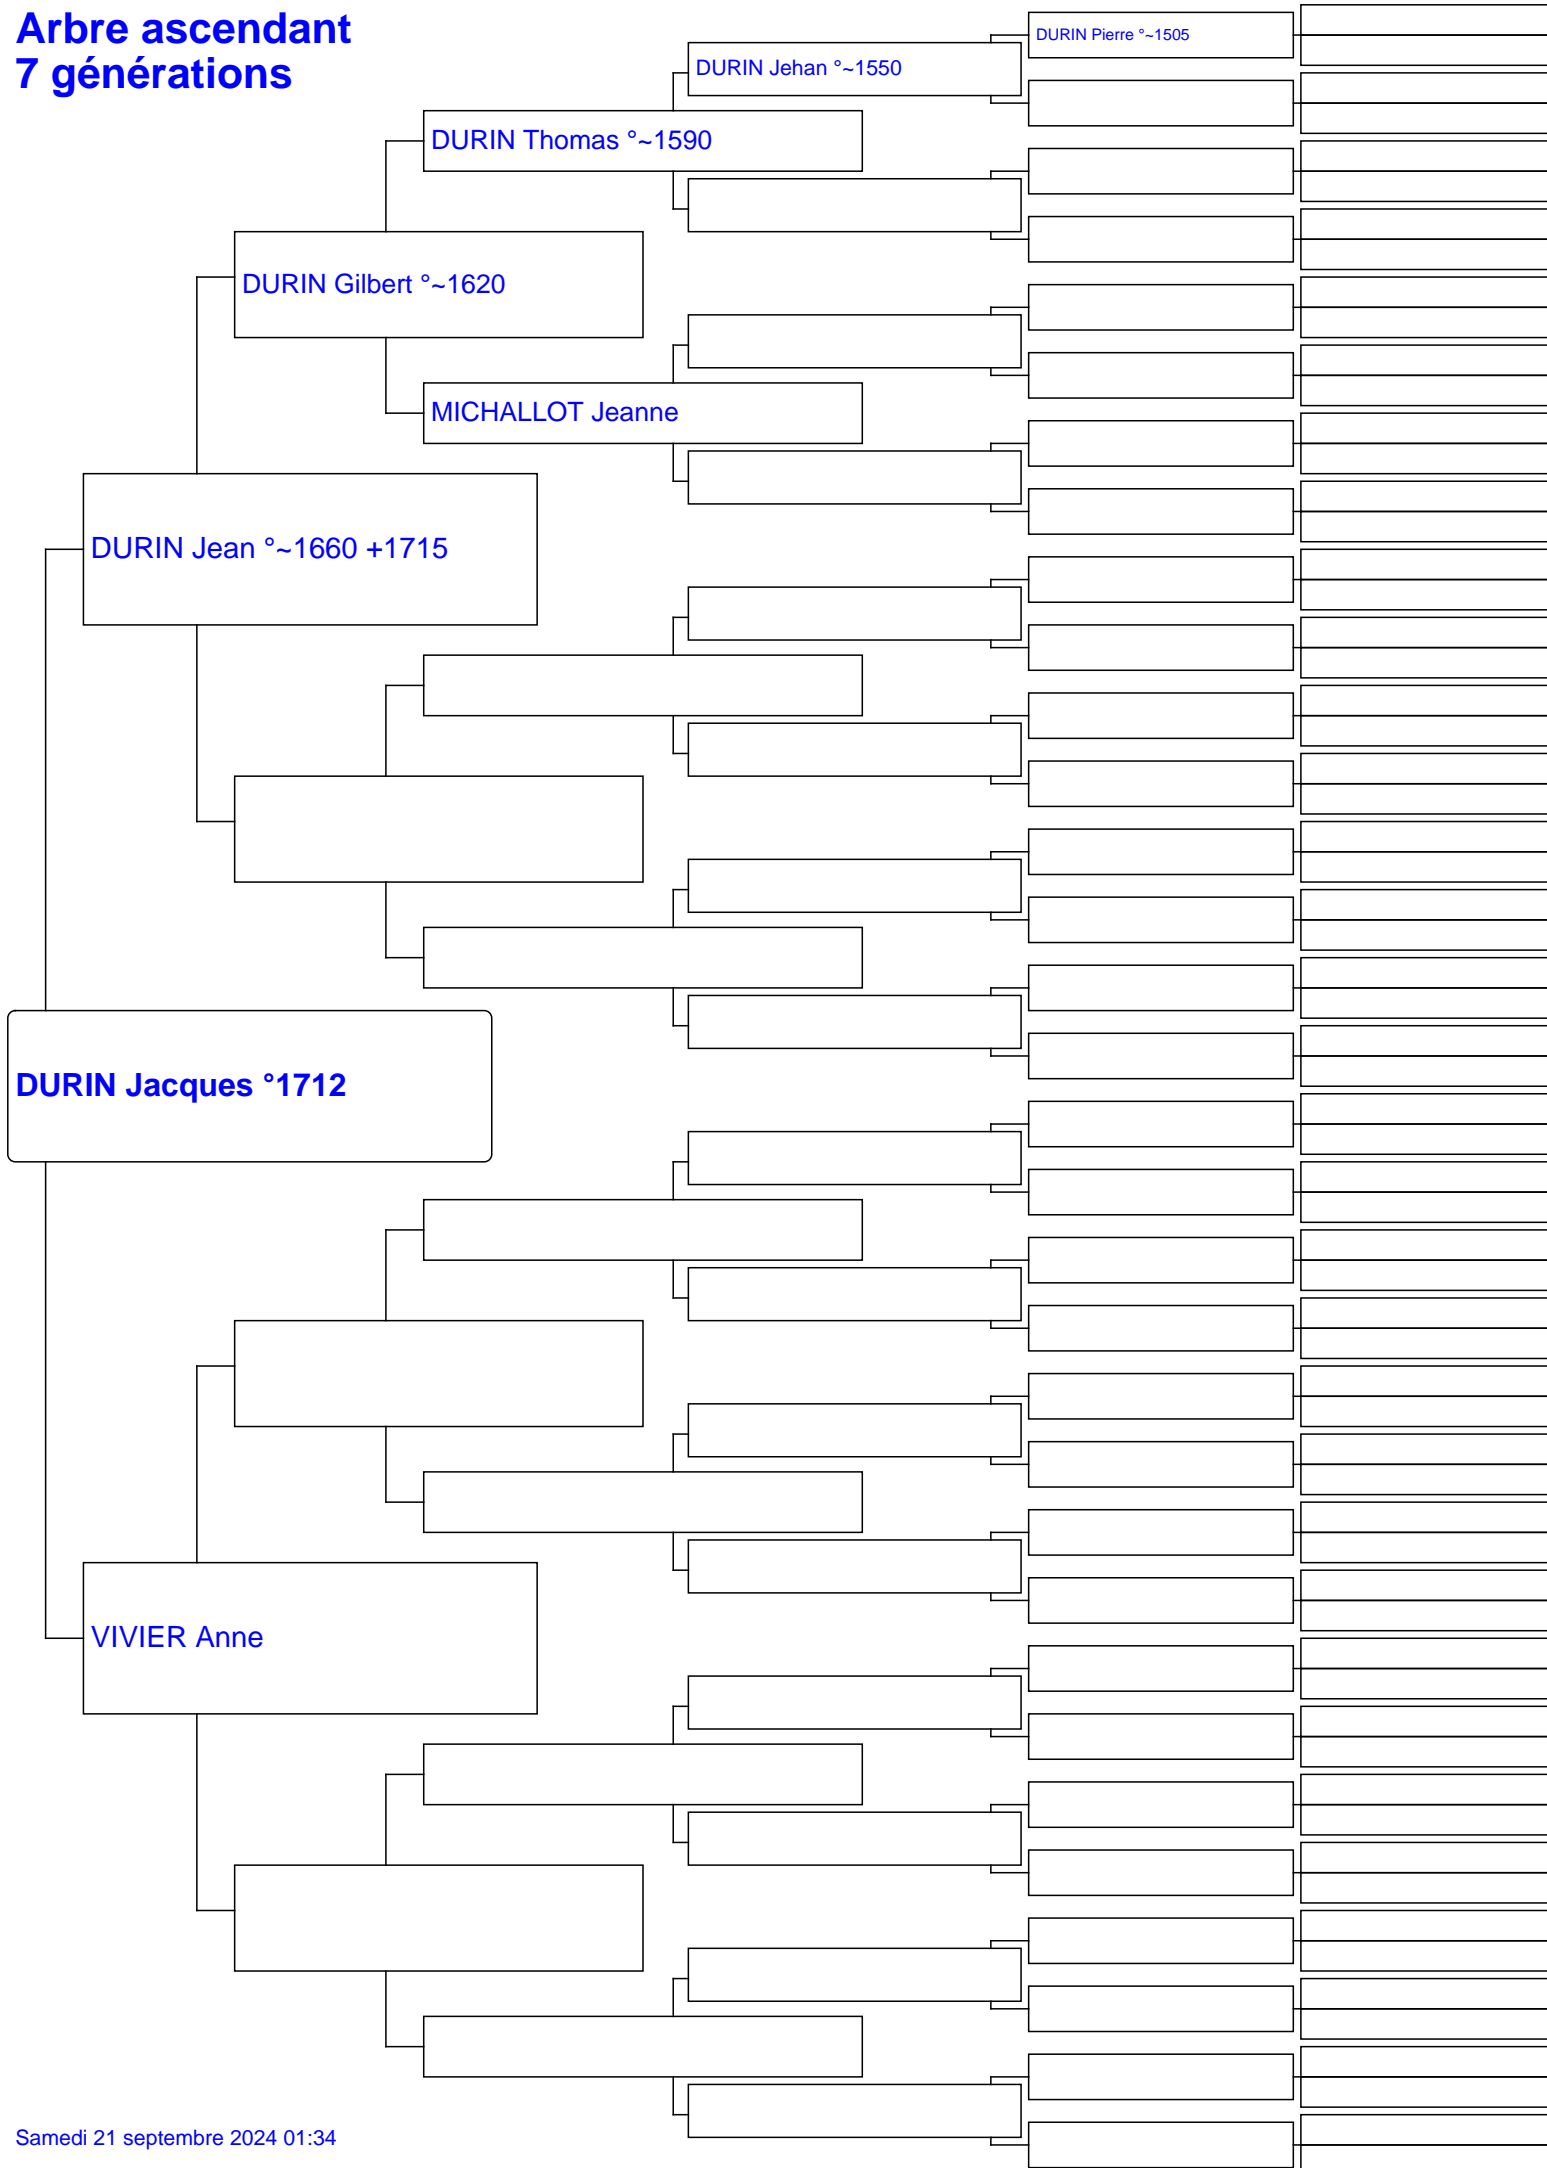 Arbre ascendant
7 générations
DURIN Pierre °~1505
DURIN Jehan °~1550
DURIN Thomas °~1590
DURIN Gilbert °~1620
MICHALLOT Jeanne
DURIN Jean °~1660 +1715
DURIN Jacques °1712
VIVIER Anne
Samedi 21 septembre 2024 01:34